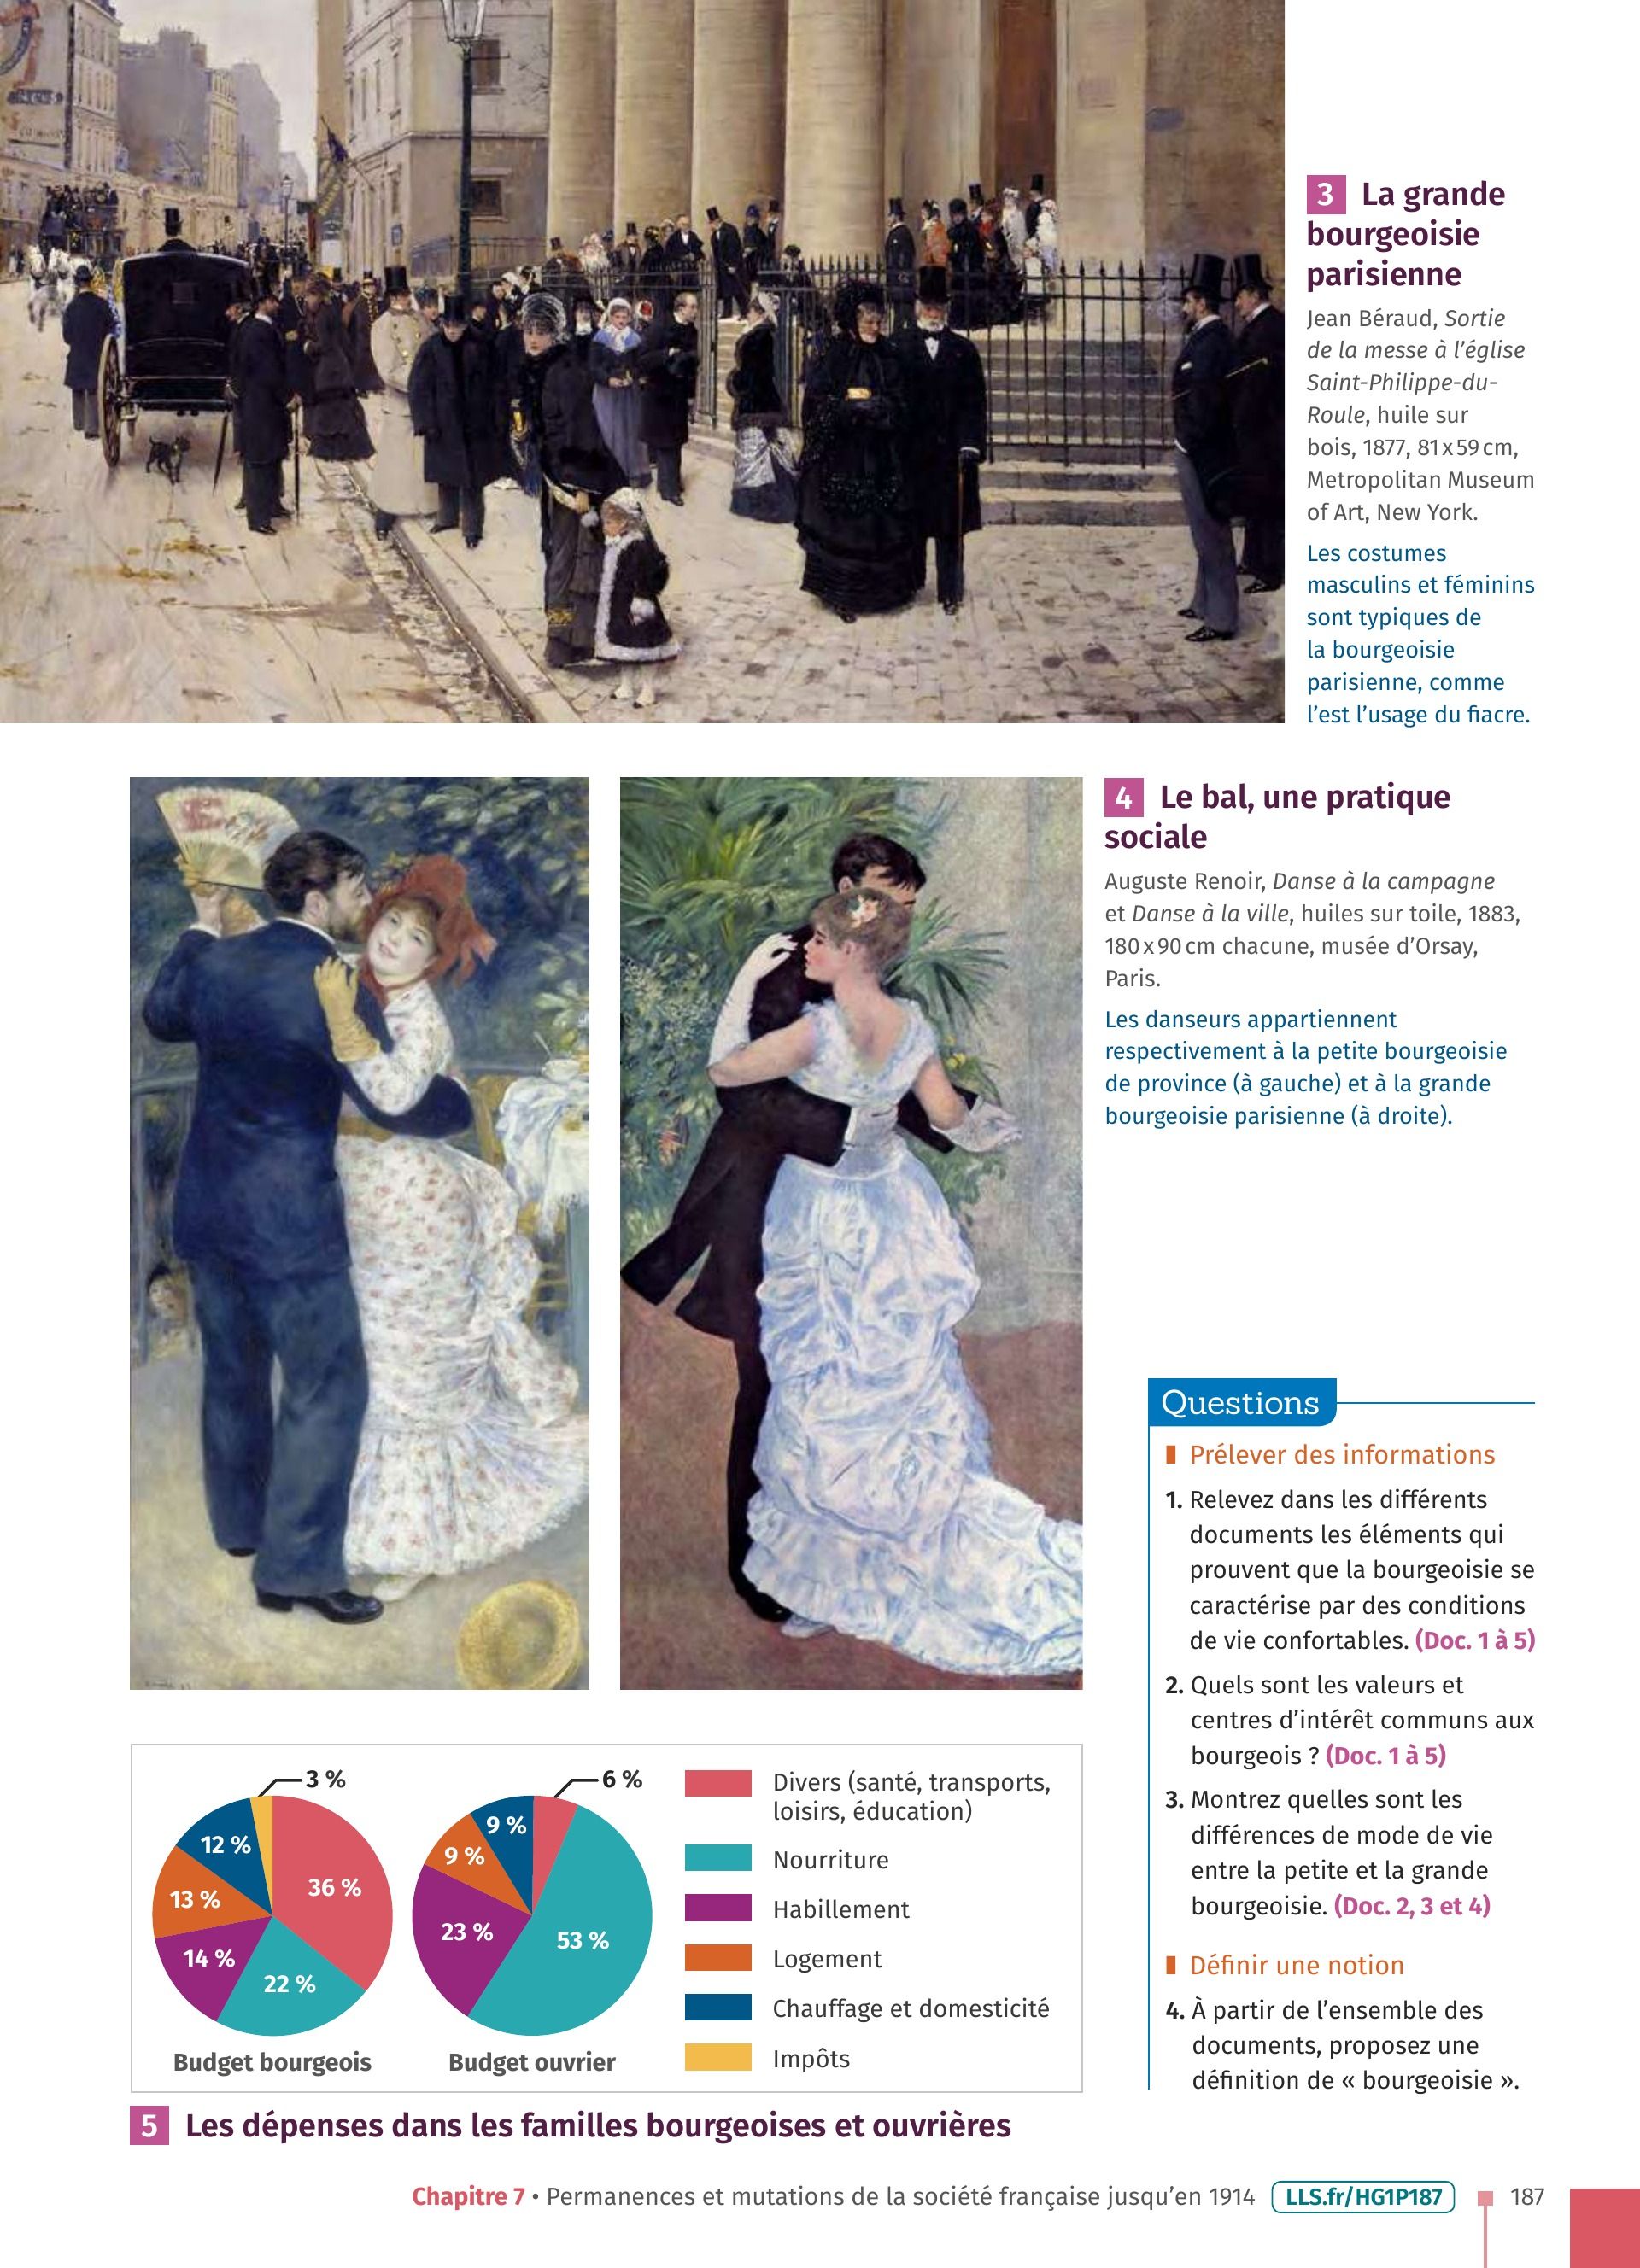 3 La grande
bourgeoisie
parisienne
Jean Béraud, Sortie
de la messe à l'église
Saint-Philippe-du-
Roule, huile sur
bois, 1877, 81 x 59 cm,
Metropolitan Museum
of Art, New York.
Les costumes
masculins et féminins
sont typiques de
la bourgeoisie
parisienne, comme
l'est l'usage du fiacre.
4 Le bal, une pratique
sociale
Auguste Renoir, Danse à la campagne
et Danse à la ville, huiles sur toile, 1883,
180 x 90 cm chacune, musée d'Orsay,
Paris.
Les danseurs appartiennent
respectivement à la petite bourgeoisie
de province (à gauche) et à la grande
bourgeoisie parisienne (à droite).
Questions
Prélever des informations
1. Relevez dans les différents
documents les éléments qui
prouvent que la bourgeoisie se
caractérise par des conditions
de vie confortables. (Doc. 1 à 5)
2. Quels sont les valeurs et
centres d'intérêt communs aux
bourgeois ? (Doc. 1 à 5)
3. Montrez quelles sont les
différences de mode de vie
entre la petite et la grande
bourgeoisie. (Doc. 2, 3 et 4)
Définir une notion
4. À partir de l'ensemble des
documents, proposez une
définition de « bourgeoisie ».
3 %
12 %
36 %
13 %
14 %
22 %
Budget bourgeois
6 %
9 %
9 %
23 %
53 %
Budget ouvrier
Divers (santé, transports,
loisirs, éducation)
Nourriture
Habillement
Logement
Chauffage et domesticité
Impôts
5 Les dépenses dans les familles bourgeoises et ouvrières
Chapitre 7 • Permanences et mutations de la société française jusqu'en 1914 LLS.fr/HG1P187 187